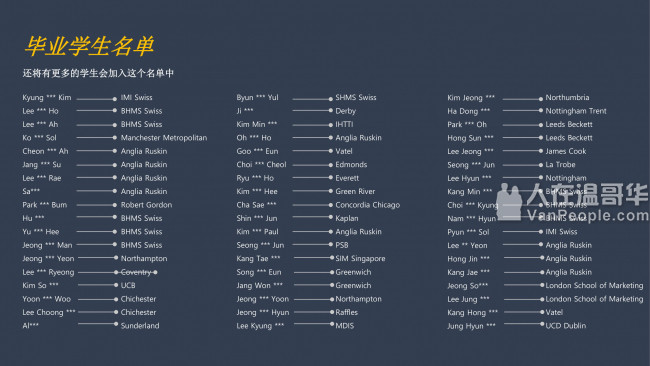 毕业学生名单
还将有更多的学生会加入这个名单中
Kyung *** Kim IMI Swiss
Lee *** Ho BHMS Swiss
Lee *** Ah BHMS Swiss
Ko *** Sol Manchester Metropolitan
Cheon *** Ah Anglia Ruskin
Jang *** Su Anglia Ruskin
Lee *** Rae Anglia Ruskin
Sa*** Anglia Ruskin
Park *** Bum Robert Gordon
Hu *** BHMS Swiss
Yu *** Hee BHMS Swiss
Jeong *** Man BHMS Swiss
Jeong *** Yeon Northampton
Lee *** Ryeong Coventry
Kim So *** UCB
Yoon *** Woo Chichester
Lee Choong *** Chichester
Al*** Sunderland
Byun *** Yul SHMS Swiss
Ji *** Derby
Kim Min *** IHTTI
Oh *** Ho Anglia Ruskin
Goo *** Eun Vatel
Choi *** Cheol Edmonds
Ryu *** Ho Everett
Kim *** Hee Green River
Cha Sae *** Concordia Chicago
Shin *** Jun Kaplan
Kim *** Paul Anglia Ruskin
Seong *** Jun PSB
Kang Tae *** SIM Singapore
Song *** Eun Greenwich
Jang Won *** Greenwich
Jeong *** Yoon Northampton
Jeong *** Hyun Raffles
Lee Kyung *** MDIS
Kim Jeong *** Northumbria
Ha Dong *** Nottingham Trent
Park *** Oh Leeds Beckett
Hong Sun *** Leeds Beckett
Lee Jeong *** James Cook
Seong *** Jun La Trobe
Lee Hyun *** Nottingham
Kang Min *** BHMS Swiss
Choi *** Kyung BHMS Swiss
Nam *** Hyun BHMS Swiss
Pyun *** Sol IMI Swiss
Lee *** Yeon Anglia Ruskin
Hong Jin *** Anglia Ruskin
Kang Jae *** Anglia Ruskin
Jeong So*** London School of Marketing
Lee Jung *** London School of Marketing
Kang Hong *** Vatel
Jung Hyun *** UCD Dublin
人在温哥华
VanPeople.com